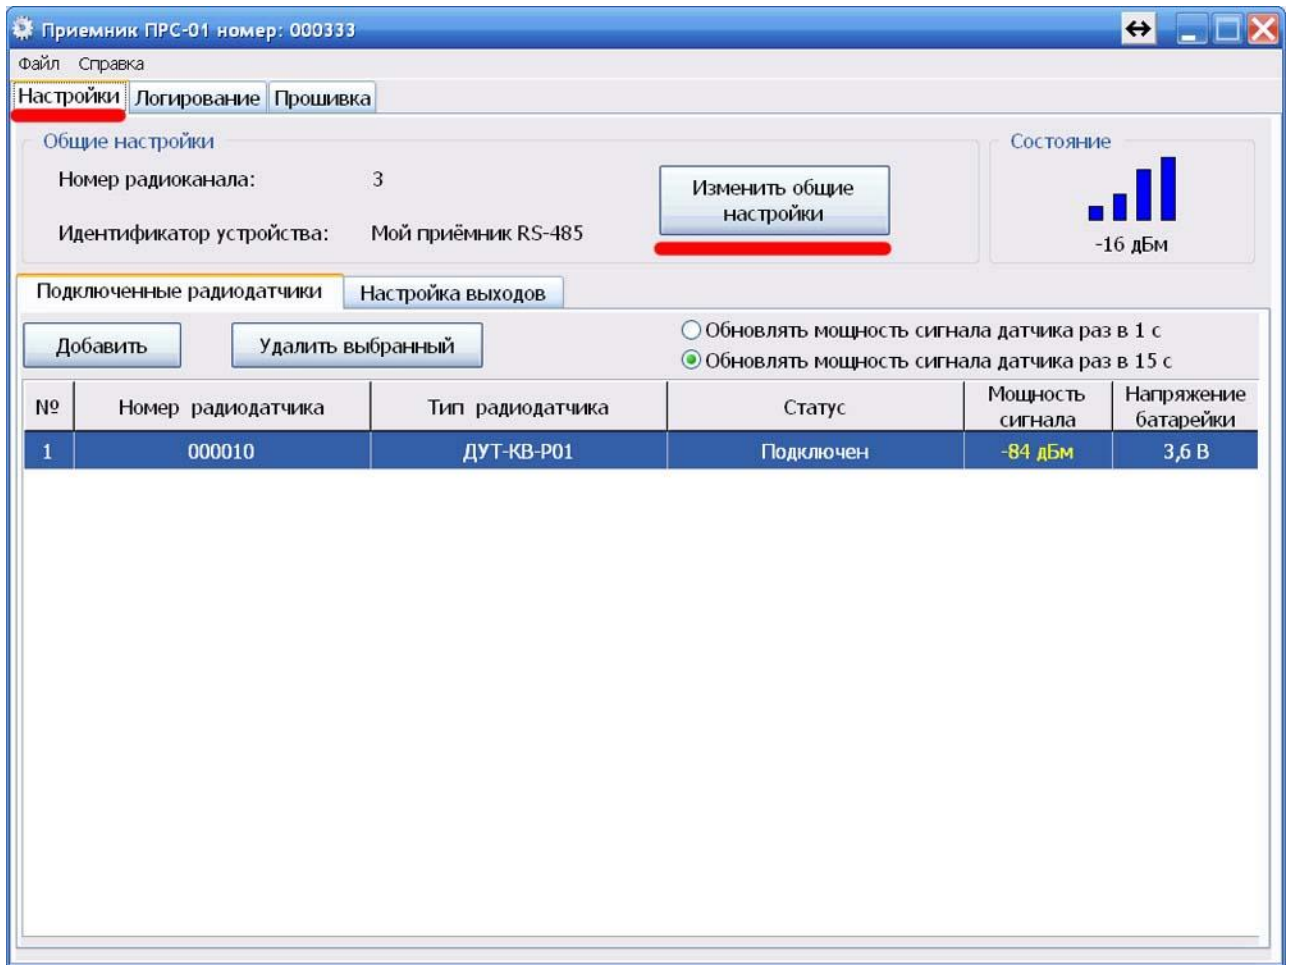 Приемник ПРС-01 номер: 000333
Файл Справка
Настройки Логирование Прошивка
Общие настройки
Состояние
Номер радиоканала: 3
Изменить общие
настройки
Идентификатор устройства: Мой приёмник RS-485
-16 дБм
Подключенные радиодатчики Настройка выходов
Добавить Удалить выбранный
Обновлять мощность сигнала датчика раз в 1 с
Обновлять мощность сигнала датчика раз в 15 с
№ Номер радиодатчика Тип радиодатчика Статус Мощность сигнала Напряжение батарейки
1 000010 ДУТ-КВ-Р01 Подключен -84 дБм 3,6 В